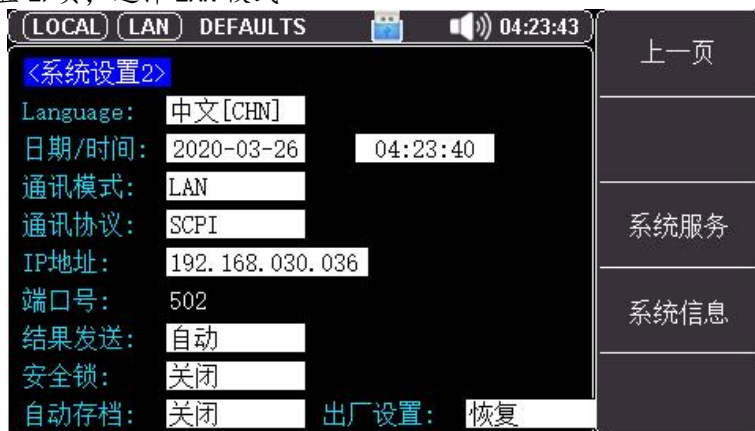 (LOCAL) (LAN) DEFAULTS 04:23:43
<系统设置2>
Language: 中文[CHN]
日期/时间: 2020-03-26 04:23:40
通讯模式: LAN
通讯协议: SCPI
IP地址: 192.168.030.036
端口号: 502
结果发送: 自动
安全锁: 关闭
自动存档: 关闭 出厂设置: 恢复
上一页
系统服务
系统信息